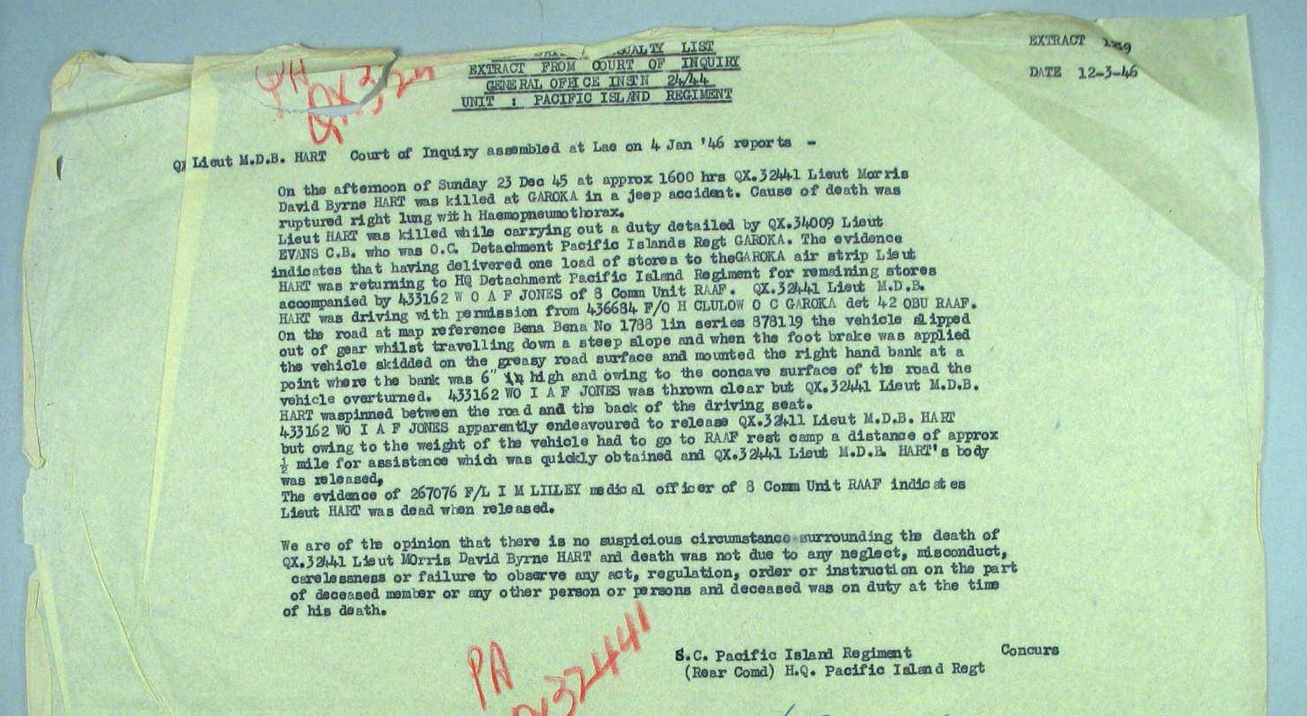 EXTRACT 139
DATE 12-3-46
CASUALTY LIST
EXTRACT FROM COURT OF INQUIRY
GENERAL OFFICE INSTN 24/44
UNIT : PACIFIC ISLAND REGIMENT
PA
QX324
Lieut M.D.B. HART Court of Inquiry assembled at Lae on 4 Jan '46 reports -
On the afternoon of Sunday 23 Dec 45 at approx 1600 hrs QX.32441 Lieut Morris
David Byrne HART was killed at GAROKA in a jeep accident. Cause of death was
ruptured right lung with Haemopneumothorax.
Lieut HART was killed while carrying out a duty detailed by QX.34009 Lieut
EVANS C.B. who was O.C. Detachment Pacific Islands Regt GAROKA. The evidence
indicates that having delivered one load of stores to theGAROKA air strip Lieut
HART was returning to HQ Detachment Pacific Island Regiment for remaining stores
accompanied by 433162 W O A F JONES of 8 Comm Unit RAAF. QX.32441 Lieut M.D.B.
HART was driving with permission from 436684 F/O H CLULOW O C GAROKA det 42 OBU RAAF.
On the road at map reference Bena Bena No 1788 1in series 878119 the vehicle slipped
out of gear whilst travelling down a steep slope and when the foot brake was applied
the vehicle skidded on the greasy road surface and mounted the right hand bank at a
point where the bank was 6" high and owing to the concave surface of the road the
vehicle overturned. 433162 WO I A F JONES was thrown clear but QX.32441 Lieut M.D.B.
HART waspinned between the road and the back of the driving seat.
433162 WO I A F JONES apparently endeavoured to release QX.32411 Lieut M.D.B. HART
but owing to the weight of the vehicle had to go to RAAF rest camp a distance of approx
½ mile for assistance which was quickly obtained and QX.32441 Lieut M.D.B. HART's body
was released,
The evidence of 267076 F/L I M LILLEY medical officer of 8 Comm Unit RAAF indicates
Lieut HART was dead when released.
We are of the opinion that there is no suspicious circumstance surrounding the death of
QX.32441 Lieut MOrris David Byrne HART and death was not due to any neglect, misconduct,
carelessness or failure to observe any act, regulation, order or instruction on the part
of deceased member or any other person or persons and deceased was on duty at the time
of his death.
S.C. Pacific Island Regiment Concurs
(Rear Comd) H.Q. Pacific Island Regt
PA
QX32441